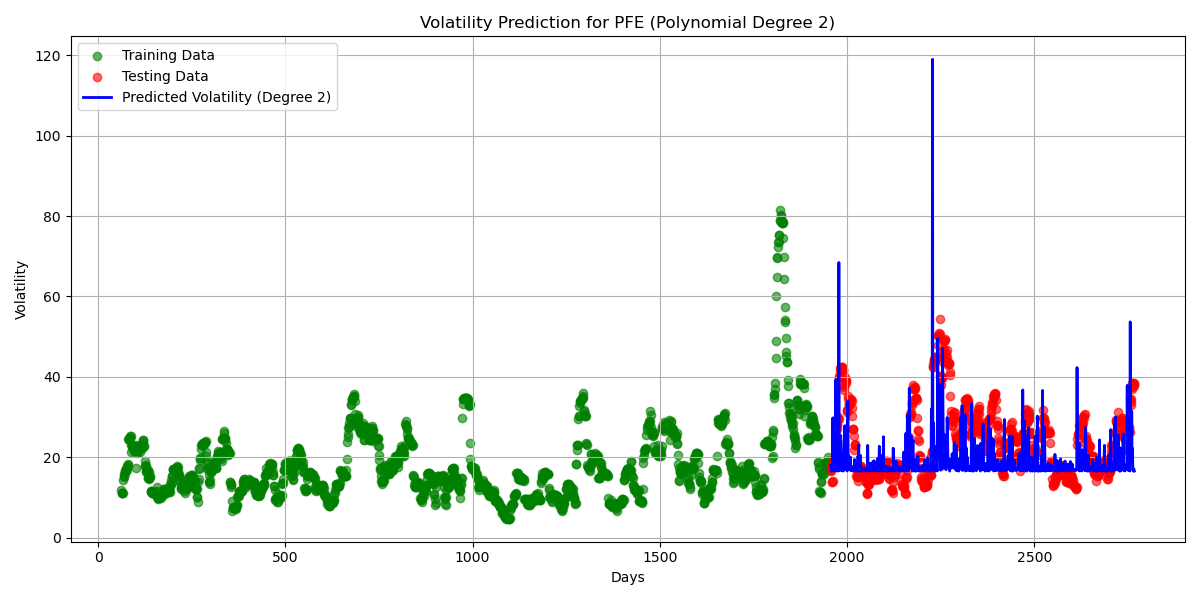 Volatility Prediction for PFE (Polynomial Degree 2)
Training Data
Testing Data
Predicted Volatility (Degree 2)
Volatility
120
100
80
60
40
20
0
0 500 1000 1500 2000 2500
Days